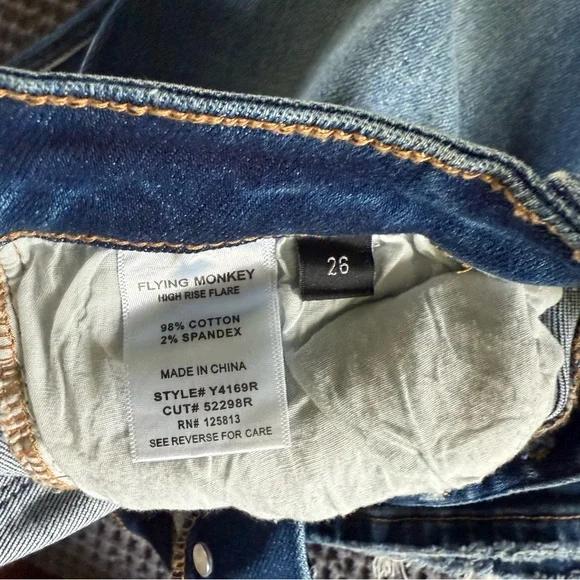 FLYING MONKEY
HIGH RISE FLARE
98% COTTON
2% SPANDEX
MADE IN CHINA
STYLE# Y4169R
CUT# 52298R
RN# 125813
SEE REVERSE FOR CARE
26